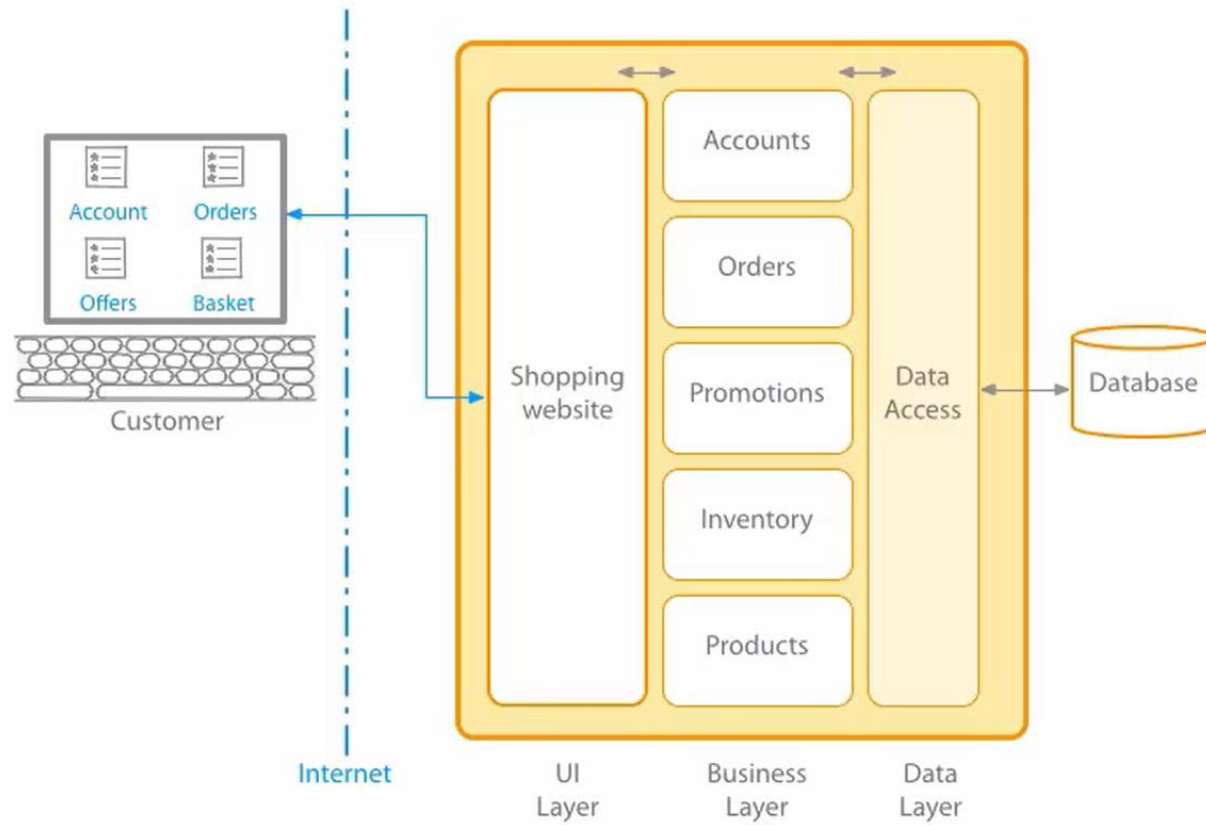 Account
Orders
Offers
Basket
Customer
Internet
Shopping
website
Accounts
Orders
Promotions
Inventory
Products
Data
Access
Database
UI
Layer
Business
Layer
Data
Layer